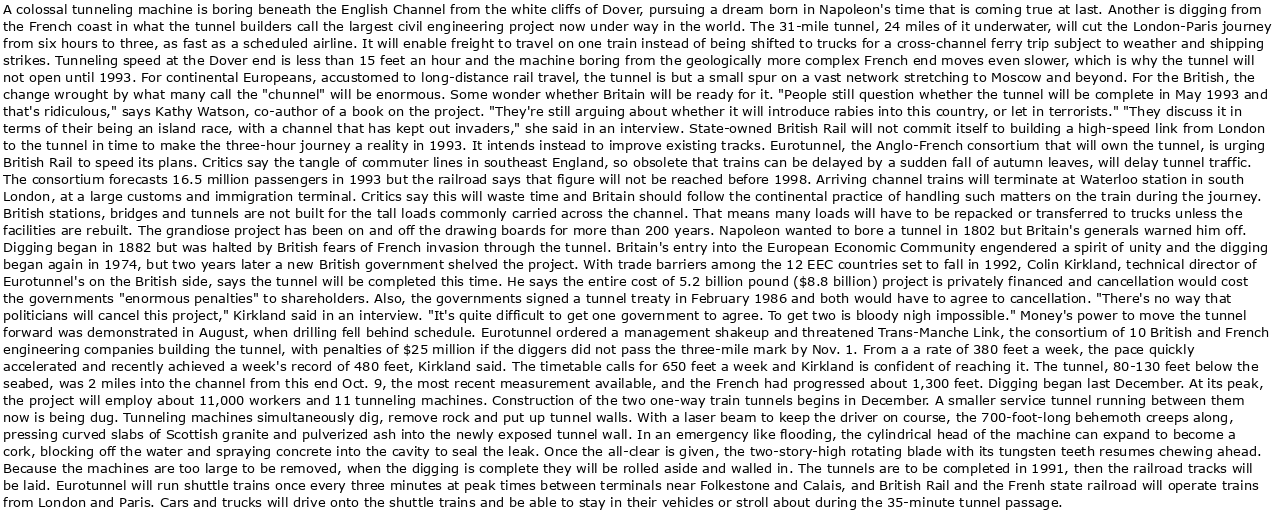 A colossal tunneling machine is boring beneath the English Channel from the white cliffs of Dover, pursuing a dream born in Napoleon's time that is coming true at last. Another is digging from
the French coast in what the tunnel builders call the largest civil engineering project now under way in the world. The 31-mile tunnel, 24 miles of it underwater, will cut the London-Paris journey
from six hours to three, as fast as a scheduled airline. It will enable freight to travel on one train instead of being shifted to trucks for a cross-channel ferry trip subject to weather and shipping
strikes. Tunneling speed at the Dover end is less than 15 feet an hour and the machine boring from the geologically more complex French end moves even slower, which is why the tunnel will
not open until 1993. For continental Europeans, accustomed to long-distance rail travel, the tunnel is but a small spur on a vast network stretching to Moscow and beyond. For the British, the
change wrought by what many call the "chunnel" will be enormous. Some wonder whether Britain will be ready for it. "People still question whether the tunnel will be complete in May 1993 and
that's ridiculous," says Kathy Watson, co-author of a book on the project. "They're still arguing about whether it will introduce rabies into this country, or let in terrorists." "They discuss it in
terms of their being an island race, with a channel that has kept out invaders," she said in an interview. State-owned British Rail will not commit itself to building a high-speed link from London
to the tunnel in time to make the three-hour journey a reality in 1993. It intends instead to improve existing tracks. Eurotunnel, the Anglo-French consortium that will own the tunnel, is urging
British Rail to speed its plans. Critics say the tangle of commuter lines in southeast England, so obsolete that trains can be delayed by a sudden fall of autumn leaves, will delay tunnel traffic.
The consortium forecasts 16.5 million passengers in 1993 but the railroad says that figure will not be reached before 1998. Arriving channel trains will terminate at Waterloo station in south
London, at a large customs and immigration terminal. Critics say this will waste time and Britain should follow the continental practice of handling such matters on the train during the journey.
British stations, bridges and tunnels are not built for the tall loads commonly carried across the channel. That means many loads will have to be repacked or transferred to trucks unless the
facilities are rebuilt. The grandiose project has been on and off the drawing boards for more than 200 years. Napoleon wanted to bore a tunnel in 1802 but Britain's generals warned him off.
Digging began in 1882 but was halted by British fears of French invasion through the tunnel. Britain's entry into the European Economic Community engendered a spirit of unity and the digging
began again in 1974, but two years later a new British government shelved the project. With trade barriers among the 12 EEC countries set to fall in 1992, Colin Kirkland, technical director of
Eurotunnel's on the British side, says the tunnel will be completed this time. He says the entire cost of 5.2 billion pound ($8.8 billion) project is privately financed and cancellation would cost
the governments "enormous penalties" to shareholders. Also, the governments signed a tunnel treaty in February 1986 and both would have to agree to cancellation. "There's no way that
politicians will cancel this project," Kirkland said in an interview. "It's quite difficult to get one government to agree. To get two is bloody nigh impossible." Money's power to move the tunnel
forward was demonstrated in August, when drilling fell behind schedule. Eurotunnel ordered a management shakeup and threatened Trans-Manche Link, the consortium of 10 British and French
engineering companies building the tunnel, with penalties of $25 million if the diggers did not pass the three-mile mark by Nov. 1. From a a rate of 380 feet a week, the pace quickly
accelerated and recently achieved a week's record of 480 feet, Kirkland said. The timetable calls for 650 feet a week and Kirkland is confident of reaching it. The tunnel, 80-130 feet below the
seabed, was 2 miles into the channel from this end Oct. 9, the most recent measurement available, and the French had progressed about 1,300 feet. Digging began last December. At its peak,
the project will employ about 11,000 workers and 11 tunneling machines. Construction of the two one-way train tunnels begins in December. A smaller service tunnel running between them
now is being dug. Tunneling machines simultaneously dig, remove rock and put up tunnel walls. With a laser beam to keep the driver on course, the 700-foot-long behemoth creeps along,
pressing curved slabs of Scottish granite and pulverized ash into the newly exposed tunnel wall. In an emergency like flooding, the cylindrical head of the machine can expand to become a
cork, blocking off the water and spraying concrete into the cavity to seal the leak. Once the all-clear is given, the two-story-high rotating blade with its tungsten teeth resumes chewing ahead.
Because the machines are too large to be removed, when the digging is complete they will be rolled aside and walled in. The tunnels are to be completed in 1991, then the railroad tracks will
be laid. Eurotunnel will run shuttle trains once every three minutes at peak times between terminals near Folkestone and Calais, and British Rail and the Frenh state railroad will operate trains
from London and Paris. Cars and trucks will drive onto the shuttle trains and be able to stay in their vehicles or stroll about during the 35-minute tunnel passage.